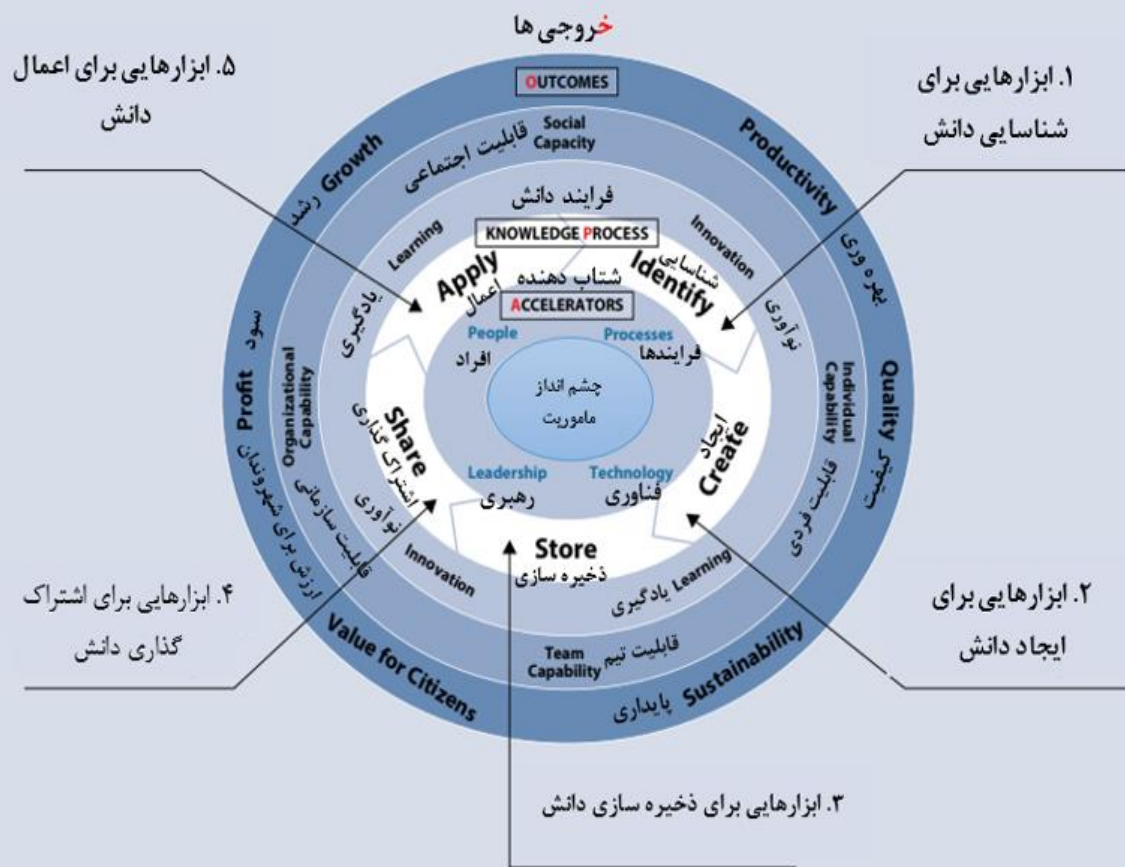 خروجی ها
OUTCOMES
۱. ابزارهایی برای
شناسایی دانش
۵. ابزارهایی برای اعمال
دانش
Social
Capacity
قابلیت اجتماعی
Growth رشد
Productivity بهره وری
فرایند دانش
KNOWLEDGE PROCESS
Learning
یادگیری
Innovation
نوآوری
Apply
اعمال
شناسایی
Identify
شتاب دهنده
ACCELERATORS
People
افراد
Processes
فرایندها
چشم انداز
ماموریت
Leadership
رهبری
Technology
فناوری
Profit سود
Organizational
Capability
قابلیت سازمانی
Individual
Capability
قابلیت فردی
Quality کیفیت
Share
اشتراک گذاری
ایجاد
Create
نوآوری
Innovation
Store
ذخیره سازی
یادگیری Learning
ارزش برای شهروندان
Value for Citizens
Team
Capability
قابلیت تیم
پایداری Sustainability
۲. ابزارهایی برای
ایجاد دانش
۴. ابزارهایی برای اشتراک
گذاری دانش
۳. ابزارهایی برای ذخیره سازی دانش